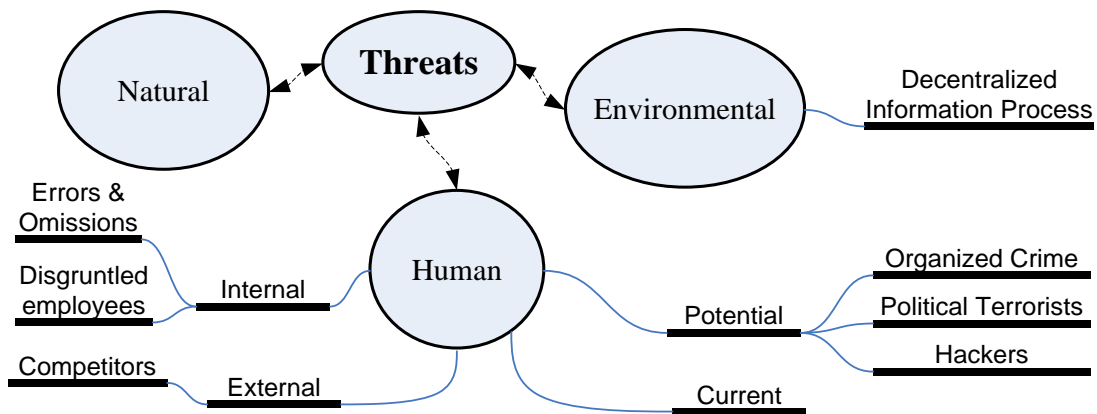 Threats
Natural
Environmental
Decentralized
Information Process
Human
Errors &
Omissions
Disgruntled
employees
Internal
Competitors
External
Potential
Organized Crime
Political Terrorists
Hackers
Current